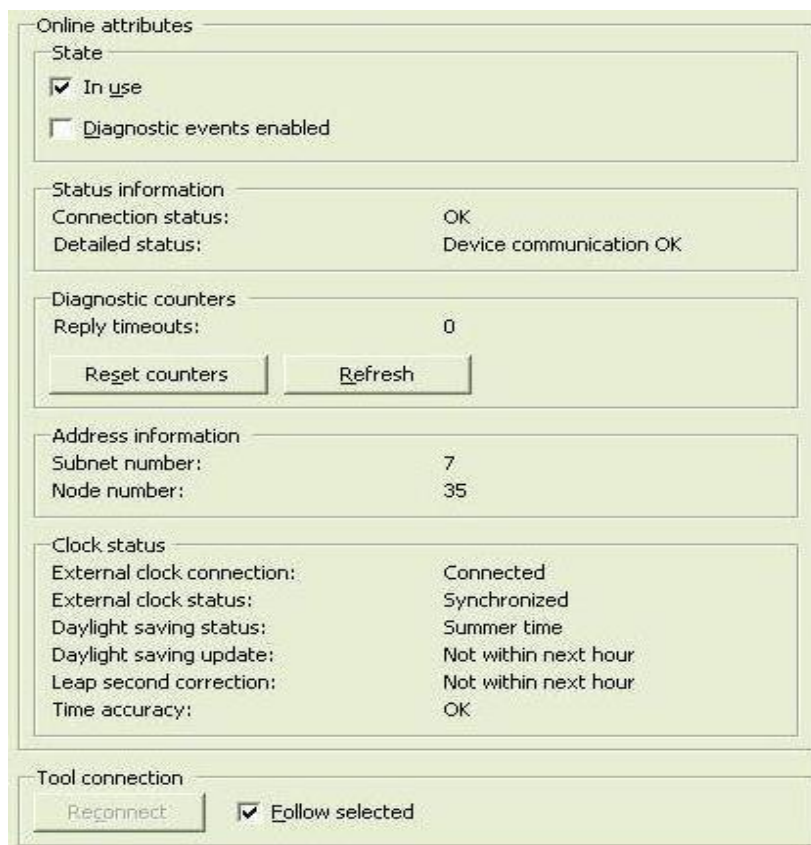 Online attributes
State
In use
Diagnostic events enabled
Status information
Connection status: OK
Detailed status: Device communication OK
Diagnostic counters
Reply timeouts: 0
Reset counters Refresh
Address information
Subnet number: 7
Node number: 35
Clock status
External clock connection: Connected
External clock status: Synchronized
Daylight saving status: Summer time
Daylight saving update: Not within next hour
Leap second correction: Not within next hour
Time accuracy: OK
Tool connection
Reconnect Follow selected